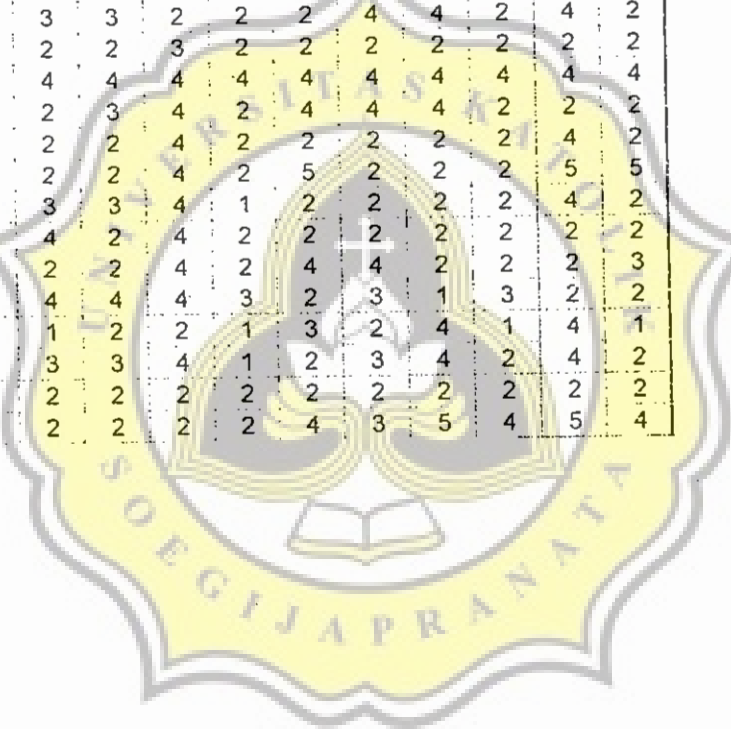 3 3 2 2 2 4 4 2 4 2
2 2 3 2 2 2 2 2 2 2
4 4 4 4 4 4 4 4 4 4
2 3 4 2 4 4 4 2 2 2
2 2 4 2 2 2 2 2 4 2
2 2 4 2 5 2 2 2 5 5
3 3 4 1 2 2 2 2 4 2
4 2 4 2 2 2 2 2 2 2
2 2 4 2 4 4 2 2 2 3
4 4 4 3 2 3 1 3 2 2
1 2 2 1 3 2 4 1 4 1
3 3 4 1 2 3 4 2 4 2
2 2 2 2 2 2 2 2 2 2
2 2 2 2 4 3 5 4 5 4
UNIVERSITAS KATOLIK
SOEGIJAPRANATA